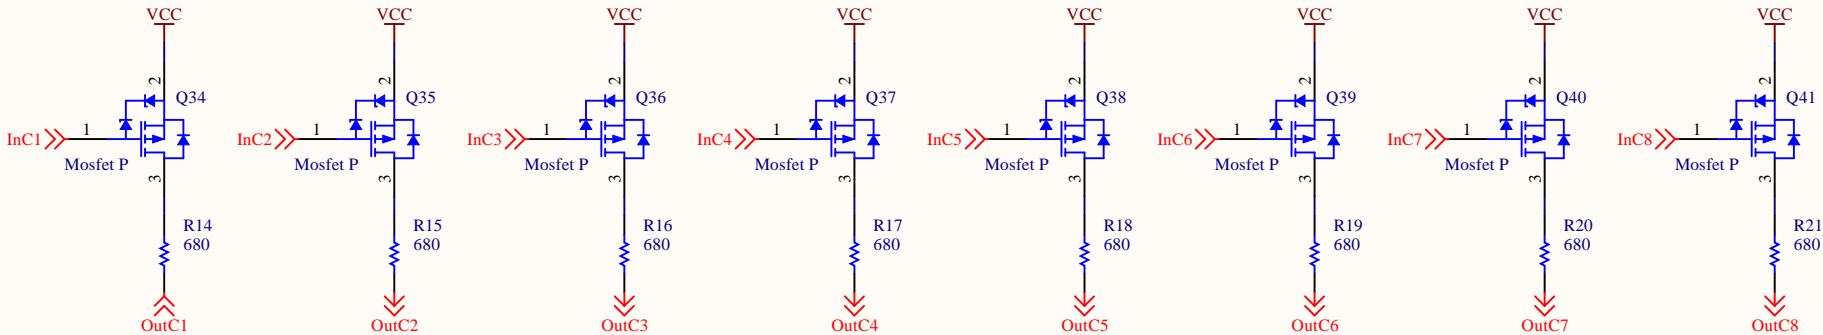 VCC VCC VCC VCC VCC VCC VCC VCC
2 2 2 2 2 2 2 2
Q34 Q35 Q36 Q37 Q38 Q39 Q40 Q41
InC1 1 InC2 1 InC3 1 InC4 1 InC5 1 InC6 1 InC7 1 InC8 1
Mosfet P Mosfet P Mosfet P Mosfet P Mosfet P Mosfet P Mosfet P Mosfet P
3 3 3 3 3 3 3 3
R14 R15 R16 R17 R18 R19 R20 R21
680 680 680 680 680 680 680 680
OutC1 OutC2 OutC3 OutC4 OutC5 OutC6 OutC7 OutC8